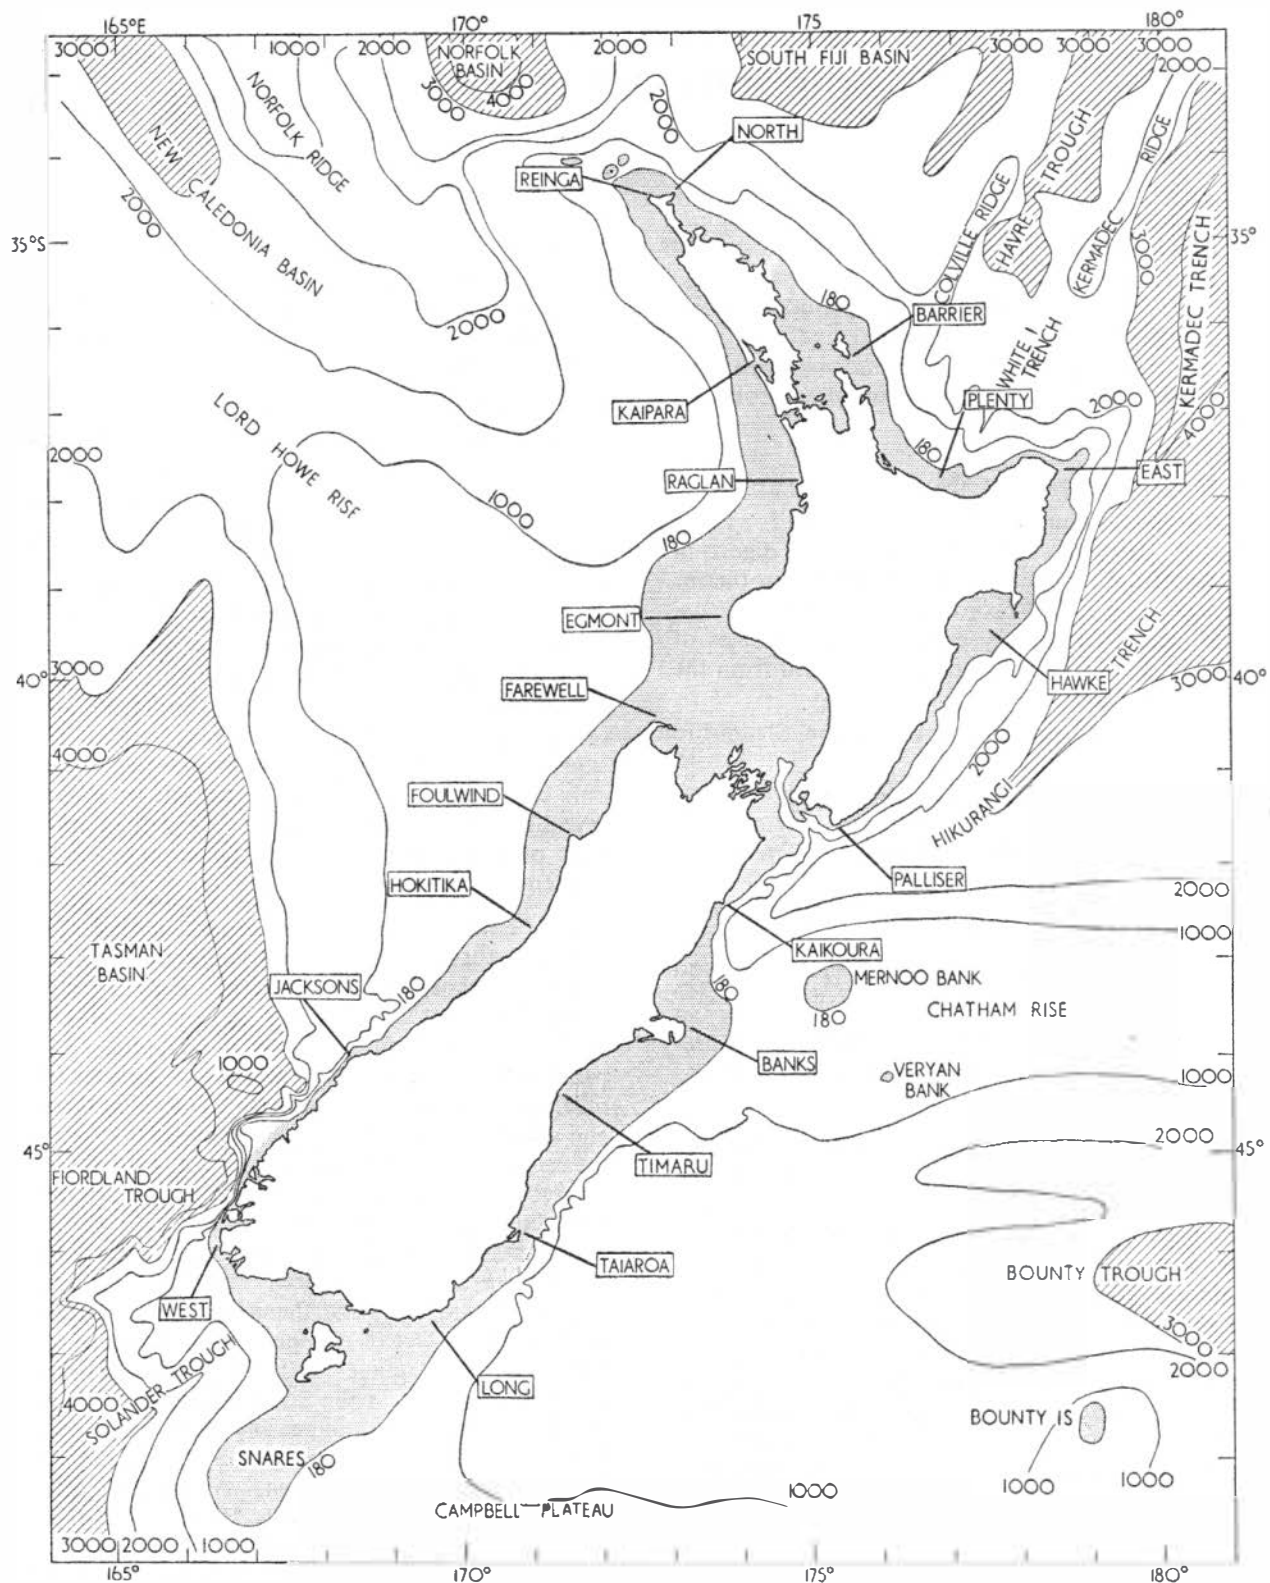 165°E
170°
175
180°
3000
1000
2000
NORFOLK
BASIN
2000
SOUTH FIJI BASIN
3000
3000
3000
2000
3000
4000
2000
NORTH
NORFOLK RIDGE
NEW CALEDONIA BASIN
REINGA
TROUGH
HAVRE
RIDGE
KERMADEC
COLVILLE RIDGE
2000
35°S
35°
3000
KERMADEC TRENCH
2000
180
BARRIER
WHITE I
TRENCH
KAIPARA
PLENTY
2000
4000
LORD
HOWE RISE
2000
180
RAGLAN
EAST
1000
180
EGMONT
TRENCH
3000
40°
FAREWELL
HAWKE
3000
40°
4000
2000
FOULWIND
HIKURANGI
HOKITIKA
PALLISER
2000
1000
TASMAN
BASIN
KAIKOURA
JACKSONS
180
180
MERNOO BANK
180
CHATHAM RISE
1000
BANKS
VERYAN
BANK
1000
2000
45°
45°
TIMARU
FIORDLAND
TROUGH
TAIAROA
BOUNTY TROUGH
WEST
3000
2000
SOLANDER TROUGH
4000
LONG
BOUNTY IS
SNARES
180
1000
1000
1000
CAMPBELL PLATEAU
3000
2000
1000
165°
170°
175°
180°